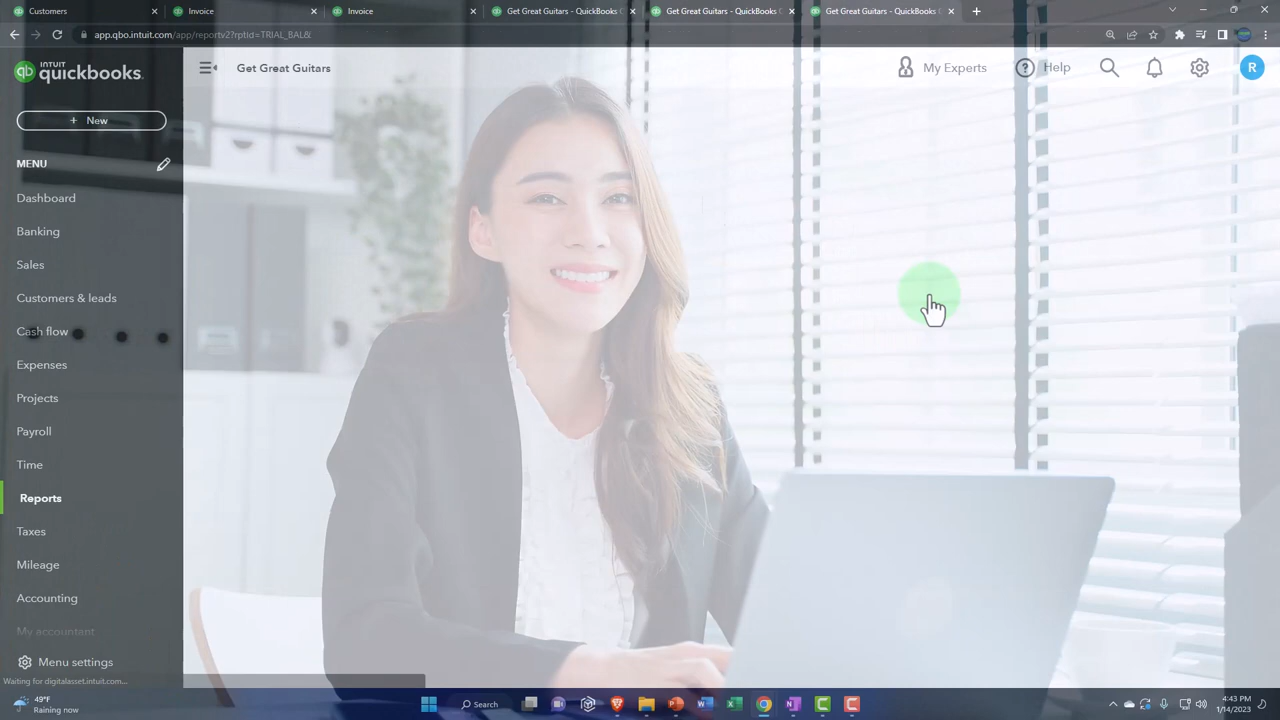 Customers
Invoice
Invoice
Get Great Guitars - QuickBooks O
Get Great Guitars - QuickBooks O
Get Great Guitars - QuickBooks O
app.qbo.intuit.com/app/reportv2?rptid=TRIAL_BAL&
INTUIT
quickbooks.
Get Great Guitars
My Experts
Help
R
+ New
MENU
Dashboard
Banking
Sales
Customers & leads
Cash flow
Expenses
Projects
Payroll
Time
Reports
Taxes
Mileage
Accounting
My accountant
Menu settings
Waiting for digitalasset.intuit.com...
49°F
Raining now
Search
4:43 PM
1/14/2023